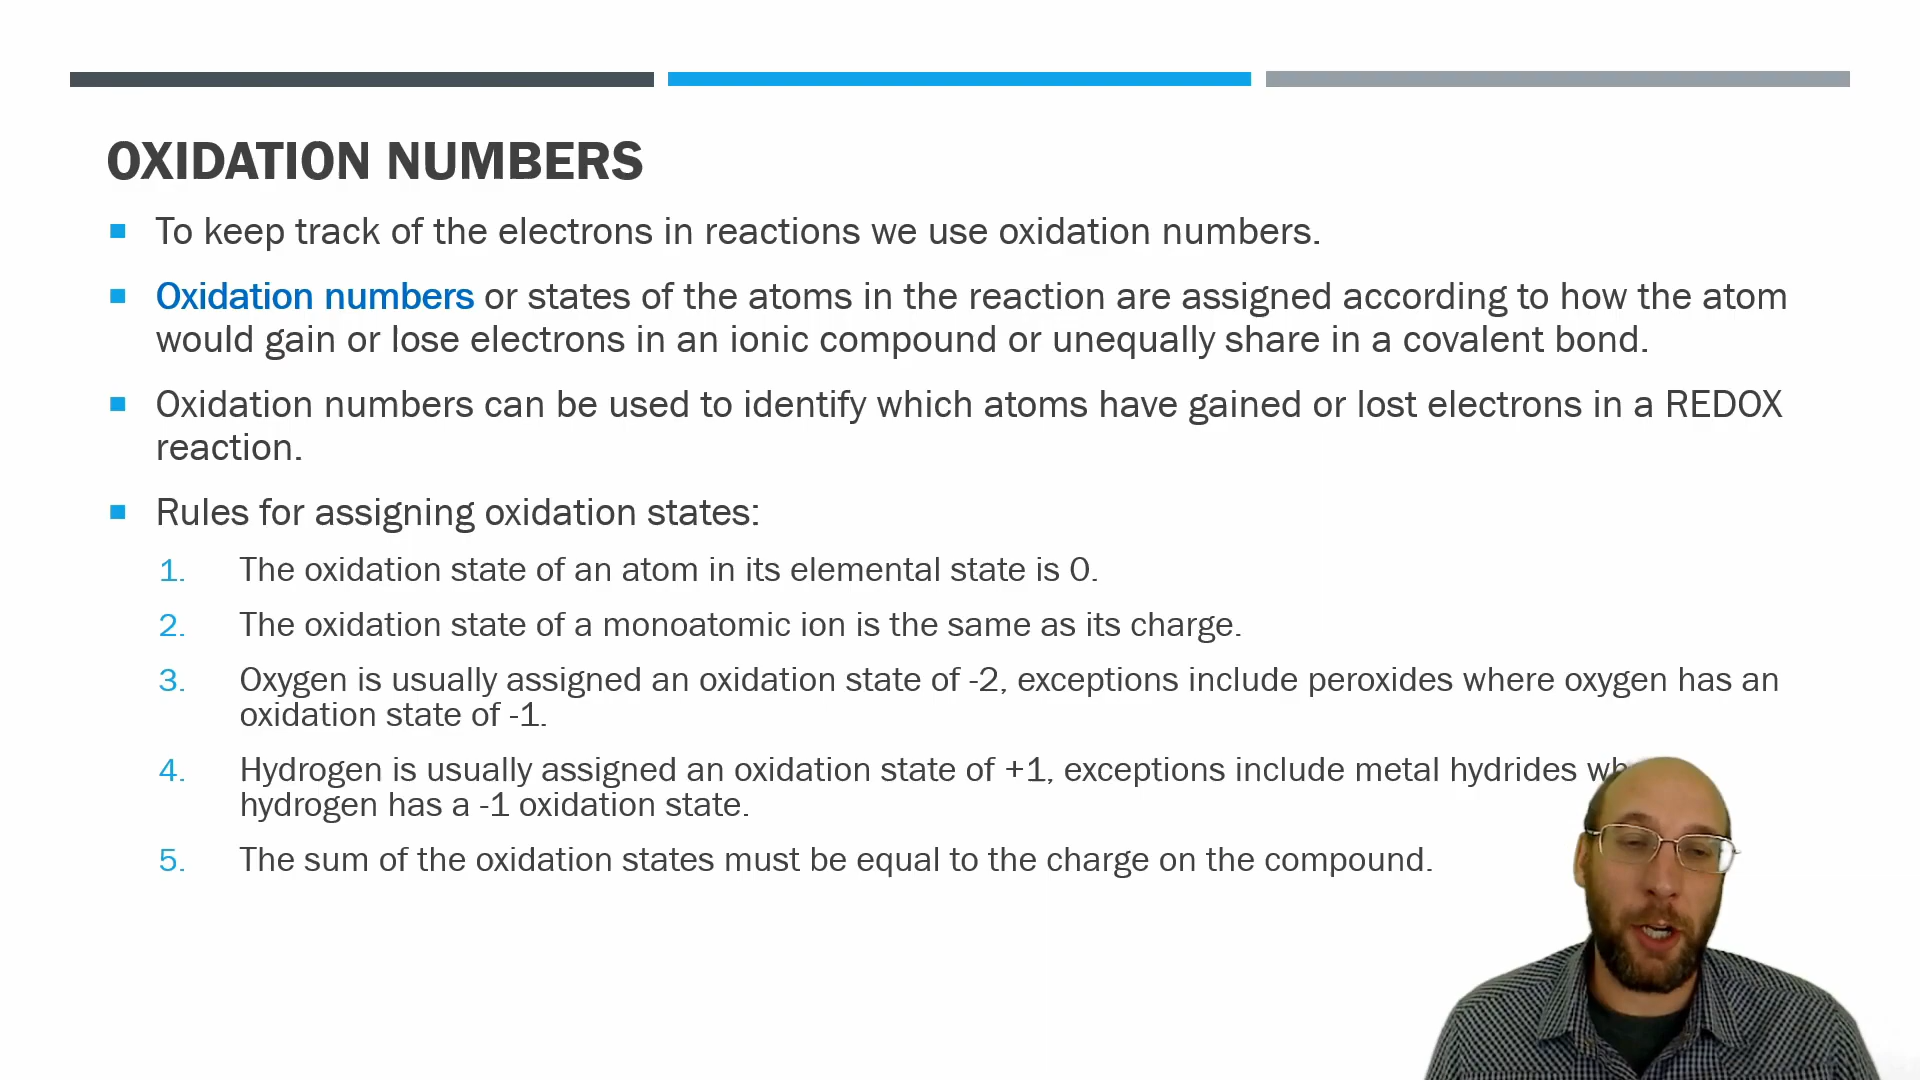 OXIDATION NUMBERS
To keep track of the electrons in reactions we use oxidation numbers.
Oxidation numbers or states of the atoms in the reaction are assigned according to how the atom
would gain or lose electrons in an ionic compound or unequally share in a covalent bond.
Oxidation numbers can be used to identify which atoms have gained or lost electrons in a REDOX
reaction.
Rules for assigning oxidation states:
1. The oxidation state of an atom in its elemental state is 0.
2. The oxidation state of a monoatomic ion is the same as its charge.
3. Oxygen is usually assigned an oxidation state of -2, exceptions include peroxides where oxygen has an
oxidation state of -1.
4. Hydrogen is usually assigned an oxidation state of +1, exceptions include metal hydrides
hydrogen has a -1 oxidation state.
5. The sum of the oxidation states must be equal to the charge on the compound.